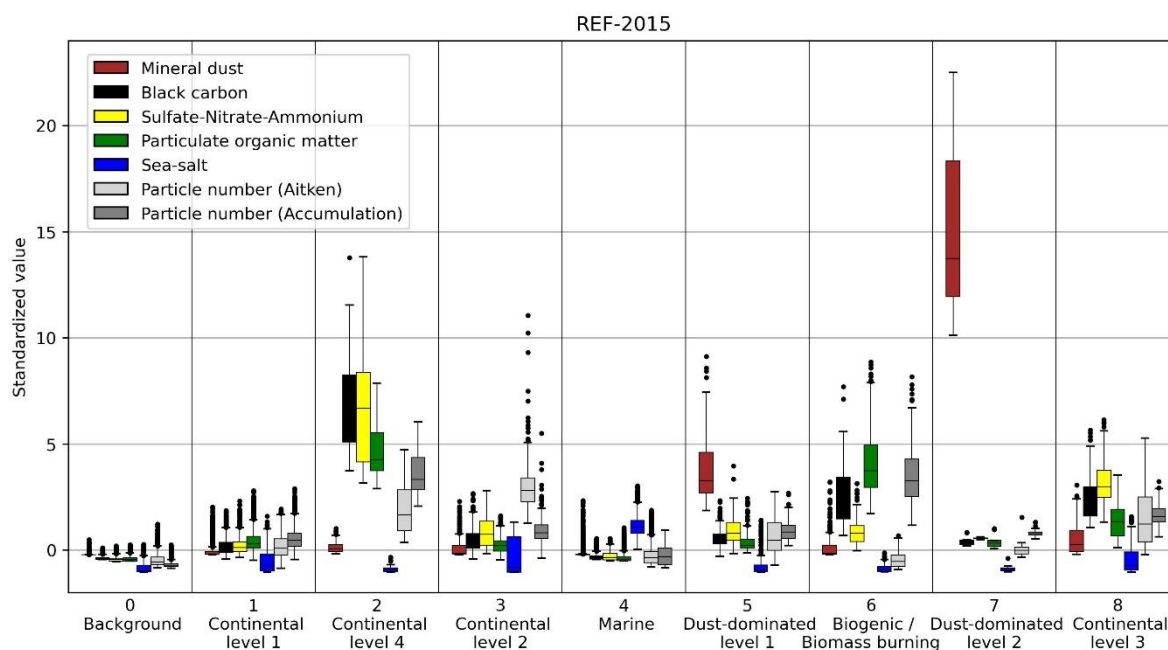 REF-2015
Mineral dust
Black carbon
Sulfate-Nitrate-Ammonium
Particulate organic matter
Sea-salt
Particle number (Aitken)
Particle number (Accumulation)
Standardized value
20
15
10
5
0
0
Background
1
Continental
level 1
2
Continental
level 4
3
Continental
level 2
4
Marine
5
Dust-dominated
level 1
6
Biogenic /
Biomass burning
7
Dust-dominated
level 2
8
Continental
level 3